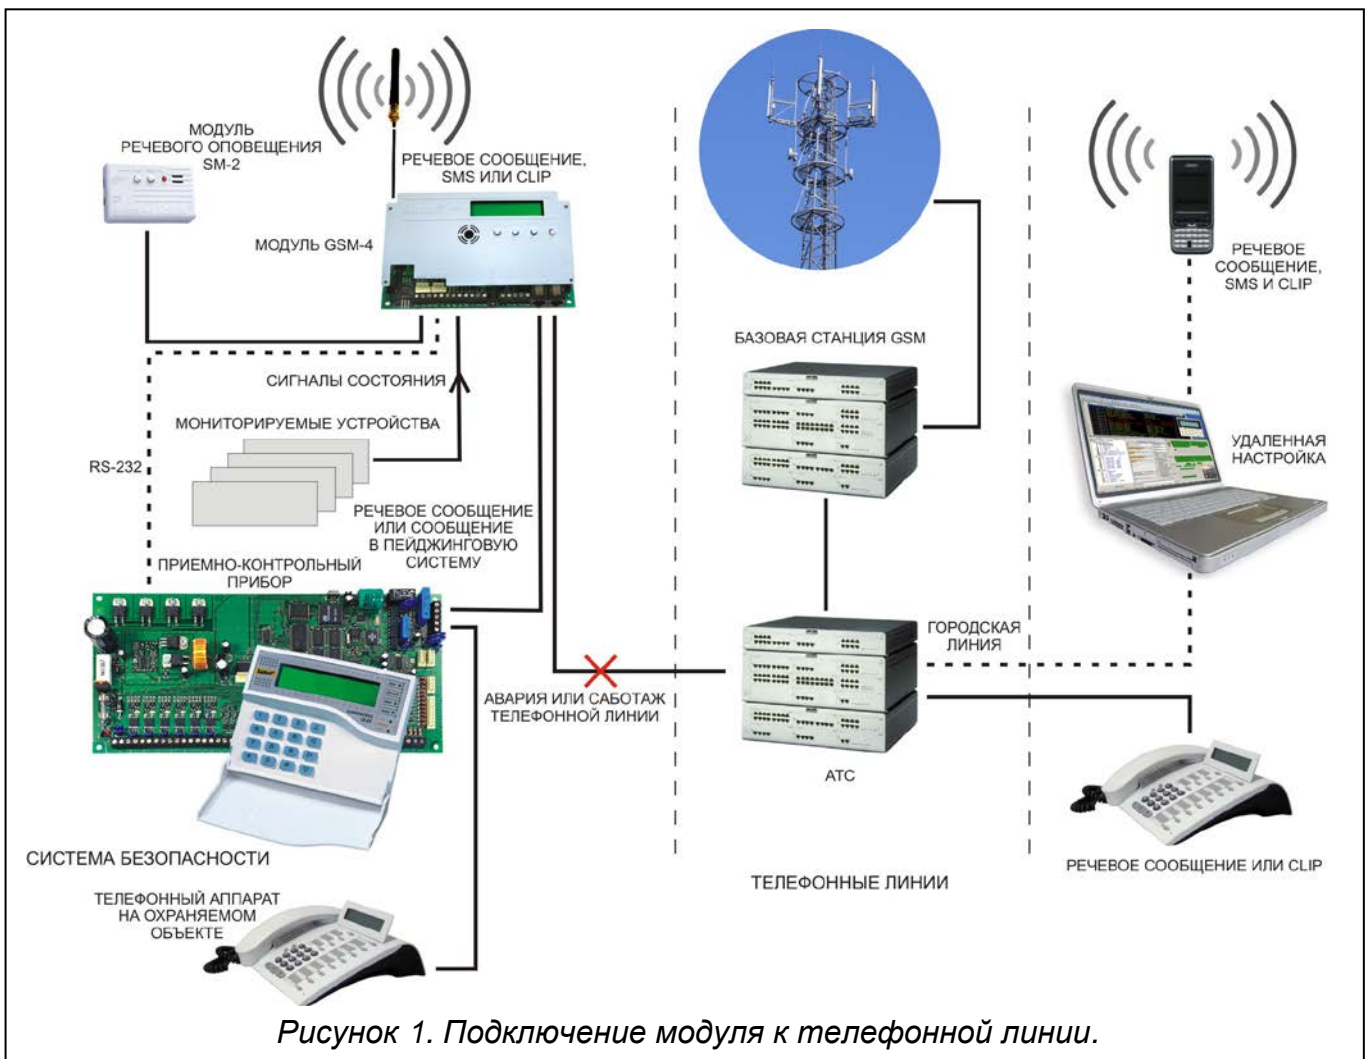 МОДУЛЬ
РЕЧЕВОГО ОПОВЕЩЕНИЯ
SM-2
РЕЧЕВОЕ СООБЩЕНИЕ,
SMS ИЛИ CLIP
МОДУЛЬ GSM-4
СИГНАЛЫ СОСТОЯНИЯ
МОНИТОРИРУЕМЫЕ УСТРОЙСТВА
RS-232
РЕЧЕВОЕ СООБЩЕНИЕ
ИЛИ СООБЩЕНИЕ
В ПЕЙДЖИНГОВУЮ
СИСТЕМУ
ПРИЕМНО-КОНТРОЛЬНЫЙ
ПРИБОР
АВАРИЯ ИЛИ САБОТАЖ
ТЕЛЕФОННОЙ ЛИНИИ
СИСТЕМА БЕЗОПАСНОСТИ
ТЕЛЕФОННЫЙ АППАРАТ
НА ОХРАНЯЕМОМ
ОБЪЕКТЕ
БАЗОВАЯ СТАНЦИЯ GSM
ГОРОДСКАЯ
ЛИНИЯ
АТС
ТЕЛЕФОННЫЕ ЛИНИИ
РЕЧЕВОЕ
СООБЩЕНИЕ,
SMS И CLIP
УДАЛЕННАЯ
НАСТРОЙКА
РЕЧЕВОЕ СООБЩЕНИЕ ИЛИ CLIP
Рисунок 1. Подключение модуля к телефонной линии.